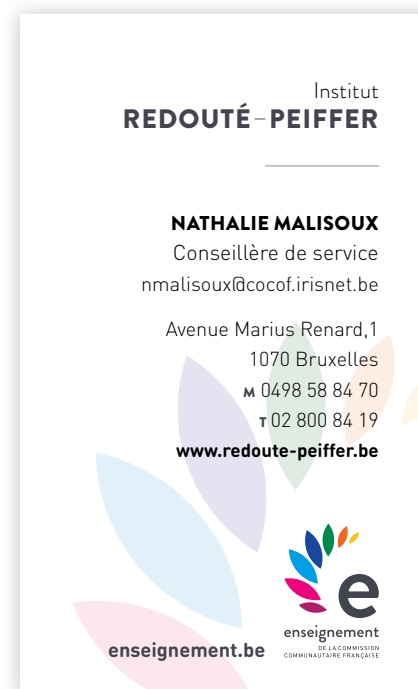 Institut
REDOUTÉ–PEIFFER
NATHALIE MALISOUX
Conseillère de service
nmalisoux@cocof.irisnet.be
Avenue Marius Renard,1
1070 Bruxelles
M 0498 58 84 70
T 02 800 84 19
www.redoute-peiffer.be
e
enseignement
DE LA COMMISSION
COMMUNAUTAIRE FRANÇAISE
enseignement.be